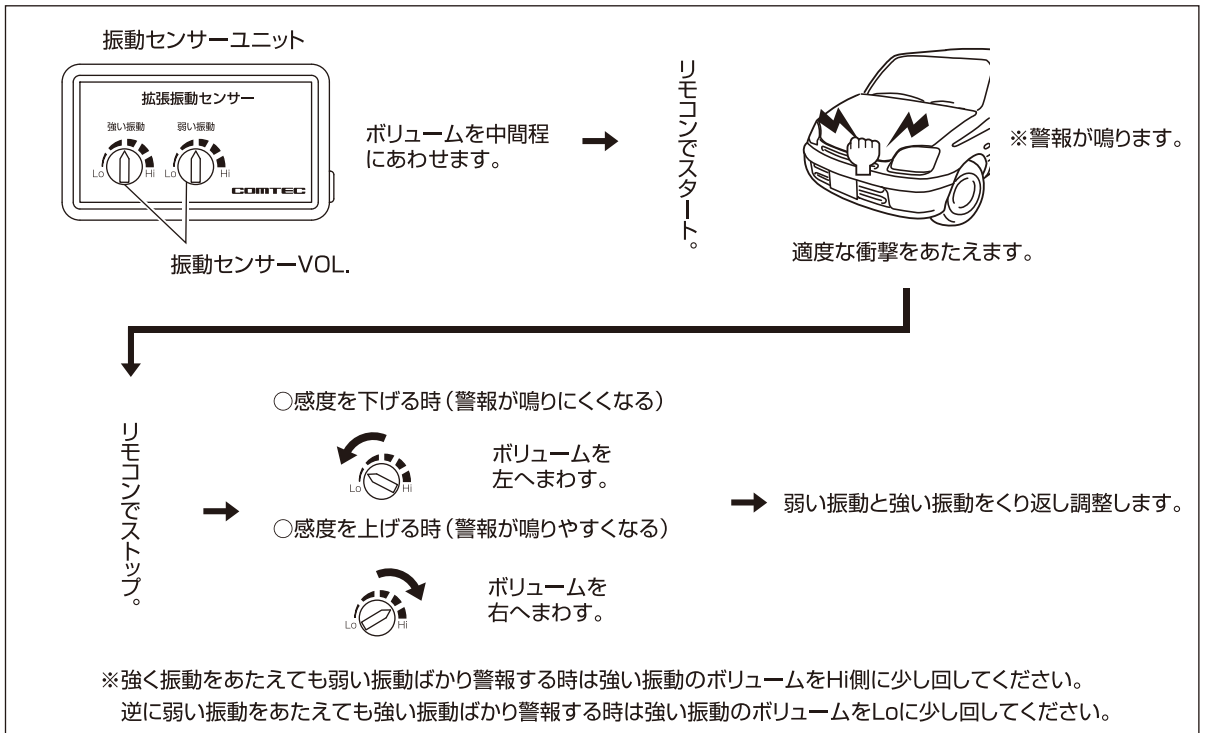 振動センサーユニット
拡張振動センサー
強い振動
弱い振動
Lo
Hi
Lo
Hi
COMTEC
振動センサーVOL.
ボリュームを中間程
にあわせます。
リモコンでスタート。
※警報が鳴ります。
適度な衝撃をあたえます。
リモコンでストップ。
○感度を下げる時(警報が鳴りにくくなる)
Lo
Hi
ボリュームを
左へまわす。
○感度を上げる時(警報が鳴りやすくなる)
Lo
Hi
ボリュームを
右へまわす。
弱い振動と強い振動をくり返し調整します。
※強く振動をあたえても弱い振動ばかり警報する時は強い振動のボリュームをHi側に少し回してください。
逆に弱い振動をあたえても強い振動ばかり警報する時は強い振動のボリュームをLoに少し回してください。